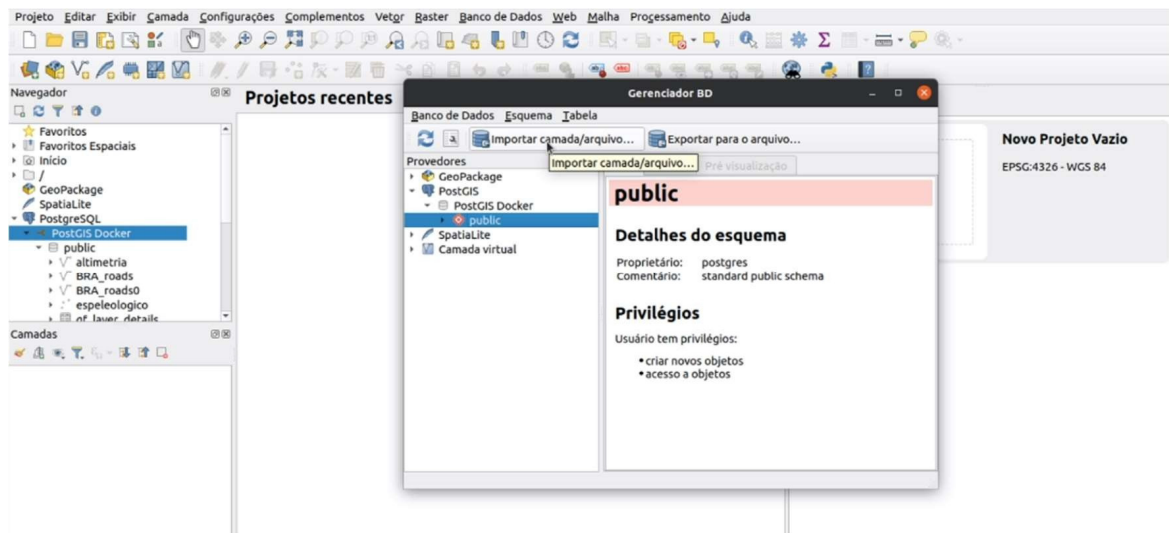 Projeto Editar Exibir Camada Configurações Complementos Vetor Raster Banco de Dados Web Malha Processamento Ajuda
Navegador
Favoritos
Favoritos Espaciais
Início
/
GeoPackage
SpatiaLite
PostgreSQL
PostGIS Docker
public
altimetria
BRA_roads
BRA_roads0
espeleologico
qf_layer_details
Camadas
Projetos recentes
Gerenciador BD
Banco de Dados Esquema Tabela
Importar camada/arquivo... Exportar para o arquivo...
Importar camada/arquivo...
Provedores
GeoPackage
PostGIS
PostGIS Docker
public
SpatiaLite
Camada virtual
Pré visualização
public
Detalhes do esquema
Proprietário: postgres
Comentário: standard public schema
Privilégios
Usuário tem privilégios:
• criar novos objetos
• acesso a objetos
Novo Projeto Vazio
EPSG:4326 - WGS 84